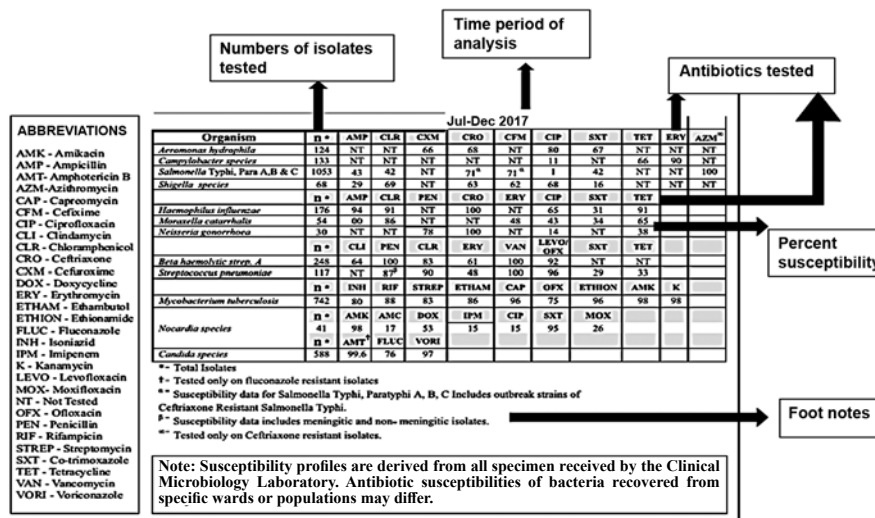 Time period of
analysis
Numbers of isolates
tested
Antibiotics tested
Jul-Dec 2017
ABBREVIATIONS
AMK - Amikacin
AMP - Ampicillin
AMT- Amphotericin B
AZM-Azithromycin
CAP - Capreomycin
CFM - Cefixime
CIP - Ciprofloxacin
CLI - Clindamycin
CLR - Chloramphenicol
CRO - Ceftriaxone
CXM - Cefuroxime
DOX - Doxycycline
ERY - Erythromycin
ETHAM - Ethambutol
ETHION - Ethionamide
FLUC - Fluconazole
INH - Isoniazid
IPM - Imipenem
K - Kanamycin
LEVO - Levofloxacin
MOX - Moxifloxacin
NT - Not Tested
OFX - Ofloxacin
PEN - Penicillin
RIF - Rifampicin
STREP - Streptomycin
SXT - Co-trimoxazole
TET - Tetracycline
VAN - Vancomycin
VORI - Voriconazole
Organism n * AMP CLR CXM CRO CFM CIP SXT TET ERY AZM∞
Aeromonas hydrophila 124 NT NT 66 68 NT 80 67 NT NT NT
Campylobacter species 133 NT NT NT NT NT 11 NT 66 90 NT
Salmonella Typhi, Para A,B & C 1053 43 42 NT 71ᵃ 71ᵃ 1 42 NT NT 100
Shigella species 68 29 69 NT 63 62 68 16 NT NT NT
n * AMP CLR PEN CRO ERY CIP SXT TET
Haemophilus influenzae 176 94 91 NT 100 NT 65 31 91
Moraxella catarrhalis 54 00 86 NT NT 48 43 34 65
Neisseria gonorrhoea 30 NT NT 78 100 NT 14 NT 38
n * CLI PEN CLR ERY VAN LEVO/ OFX SXT TET
Beta haemolytic strep. A 248 64 100 83 61 100 92 NT NT
Streptococcus pneumoniae 117 NT 87ᵝ 90 48 100 96 29 33
n * INH RIF STREP ETHAM CAP OFX ETHION AMK K
Mycobacterium tuberculosis 742 80 88 83 86 96 75 96 98 98
n * AMK AMC DOX IPM CIP SXT MOX
Nocardia species 41 98 17 53 15 15 95 26
n * AMT† FLUC VORI
Candida species 588 99.6 76 97
*- Total Isolates
†- Tested only on fluconazole resistant isolates
ᵃ- Susceptibility data for Salmonella Typhi, Paratyphi A, B, C Includes outbreak strains of
Ceftriaxone Resistant Salmonella Typhi.
β- Susceptibility data includes meningitic and non- meningitic isolates.
∞- Tested only on Ceftriaxone resistant isolates.
Percent
susceptibility
Foot notes
Note: Susceptibility profiles are derived from all specimen received by the Clinical
Microbiology Laboratory. Antibiotic susceptibilities of bacteria recovered from
specific wards or populations may differ.